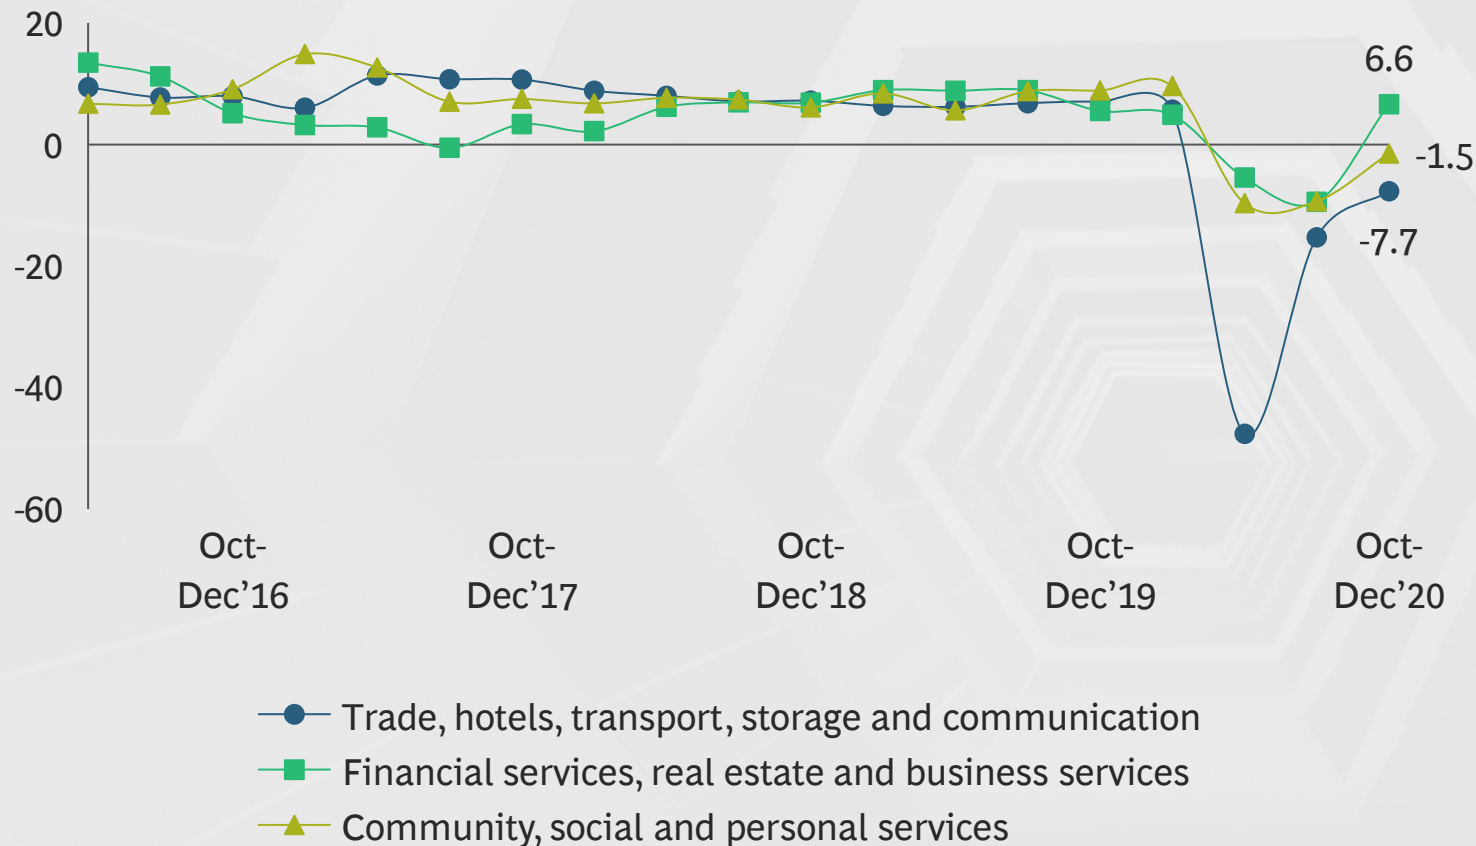 20
0
-20
-40
-60
6.6
-1.5
-7.7
Oct-
Dec’16
Oct-
Dec’17
Oct-
Dec’18
Oct-
Dec’19
Oct-
Dec’20
Trade, hotels, transport, storage and communication
Financial services, real estate and business services
Community, social and personal services